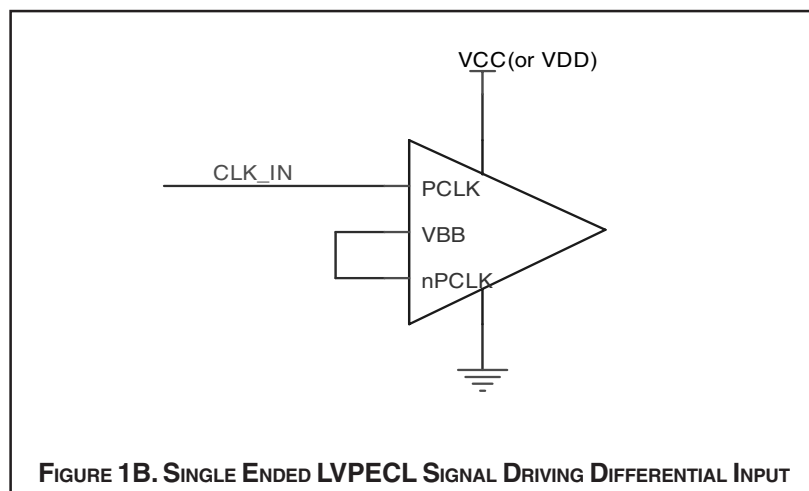 VCC(or VDD)
CLK_IN
PCLK
VBB
nPCLK
FIGURE 1B. SINGLE ENDED LVPECL SIGNAL DRIVING DIFFERENTIAL INPUT